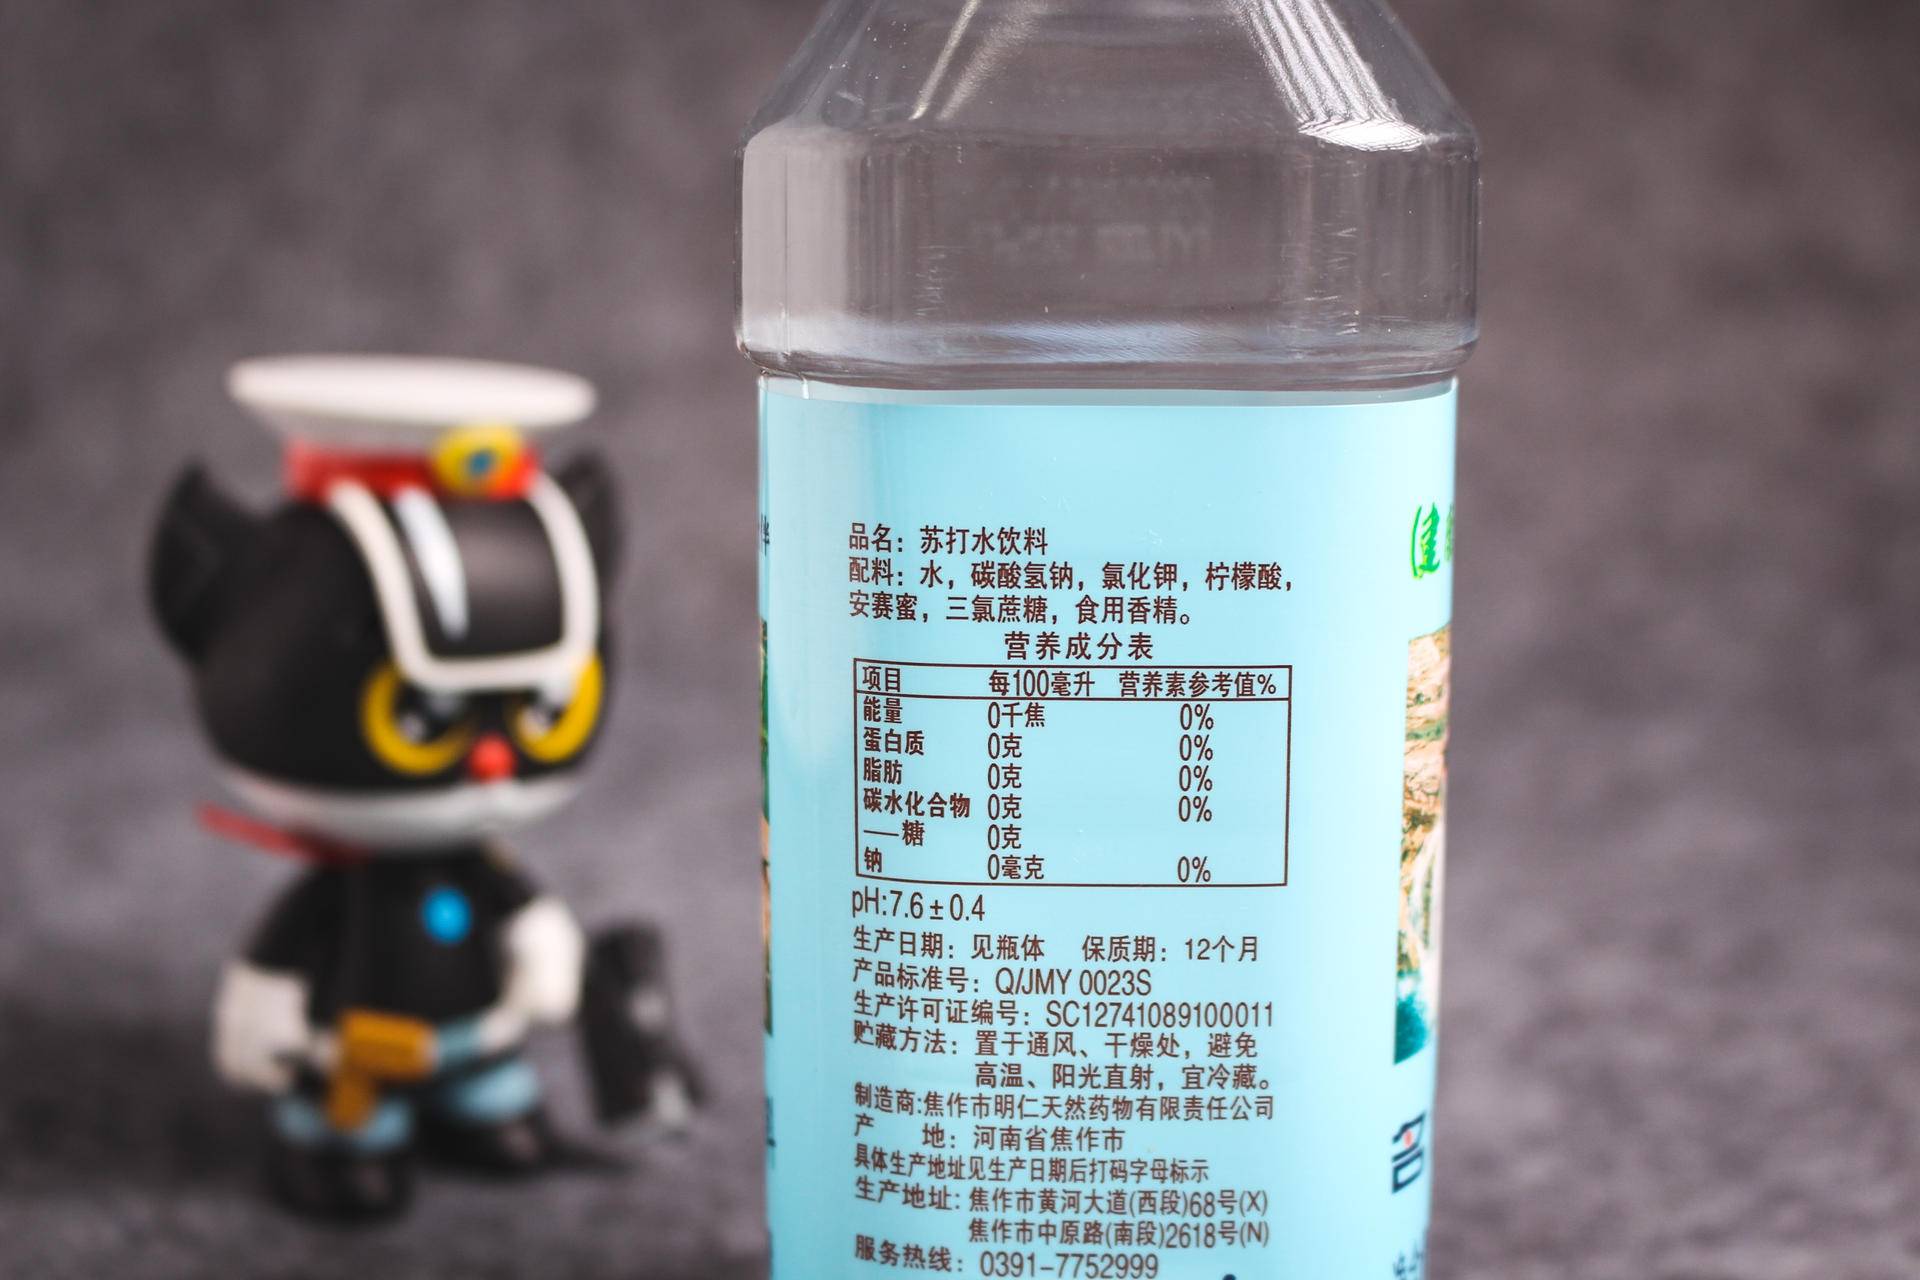 品名：苏打水饮料
配料：水，碳酸氢钠，氯化钾，柠檬酸，
安赛蜜，三氯蔗糖，食用香精。
营养成分表
项目 每100毫升 营养素参考值%
能量 0千焦 0%
蛋白质 0克 0%
脂肪 0克 0%
碳水化合物 0克 0%
——糖 0克
钠 0毫克 0%
pH:7.6±0.4
生产日期：见瓶体 保质期：12个月
产品标准号：Q/JMY 0023S
生产许可证编号：SC12741089100011
贮藏方法：置于通风、干燥处，避免
高温、阳光直射，宜冷藏。
制造商:焦作市明仁天然药物有限责任公司
产 地：河南省焦作市
具体生产地址见生产日期后打码字母标示
生产地址：焦作市黄河大道(西段)68号(X)
焦作市中原路(南段)2618号(N)
服务热线：0391-7752999
健
名